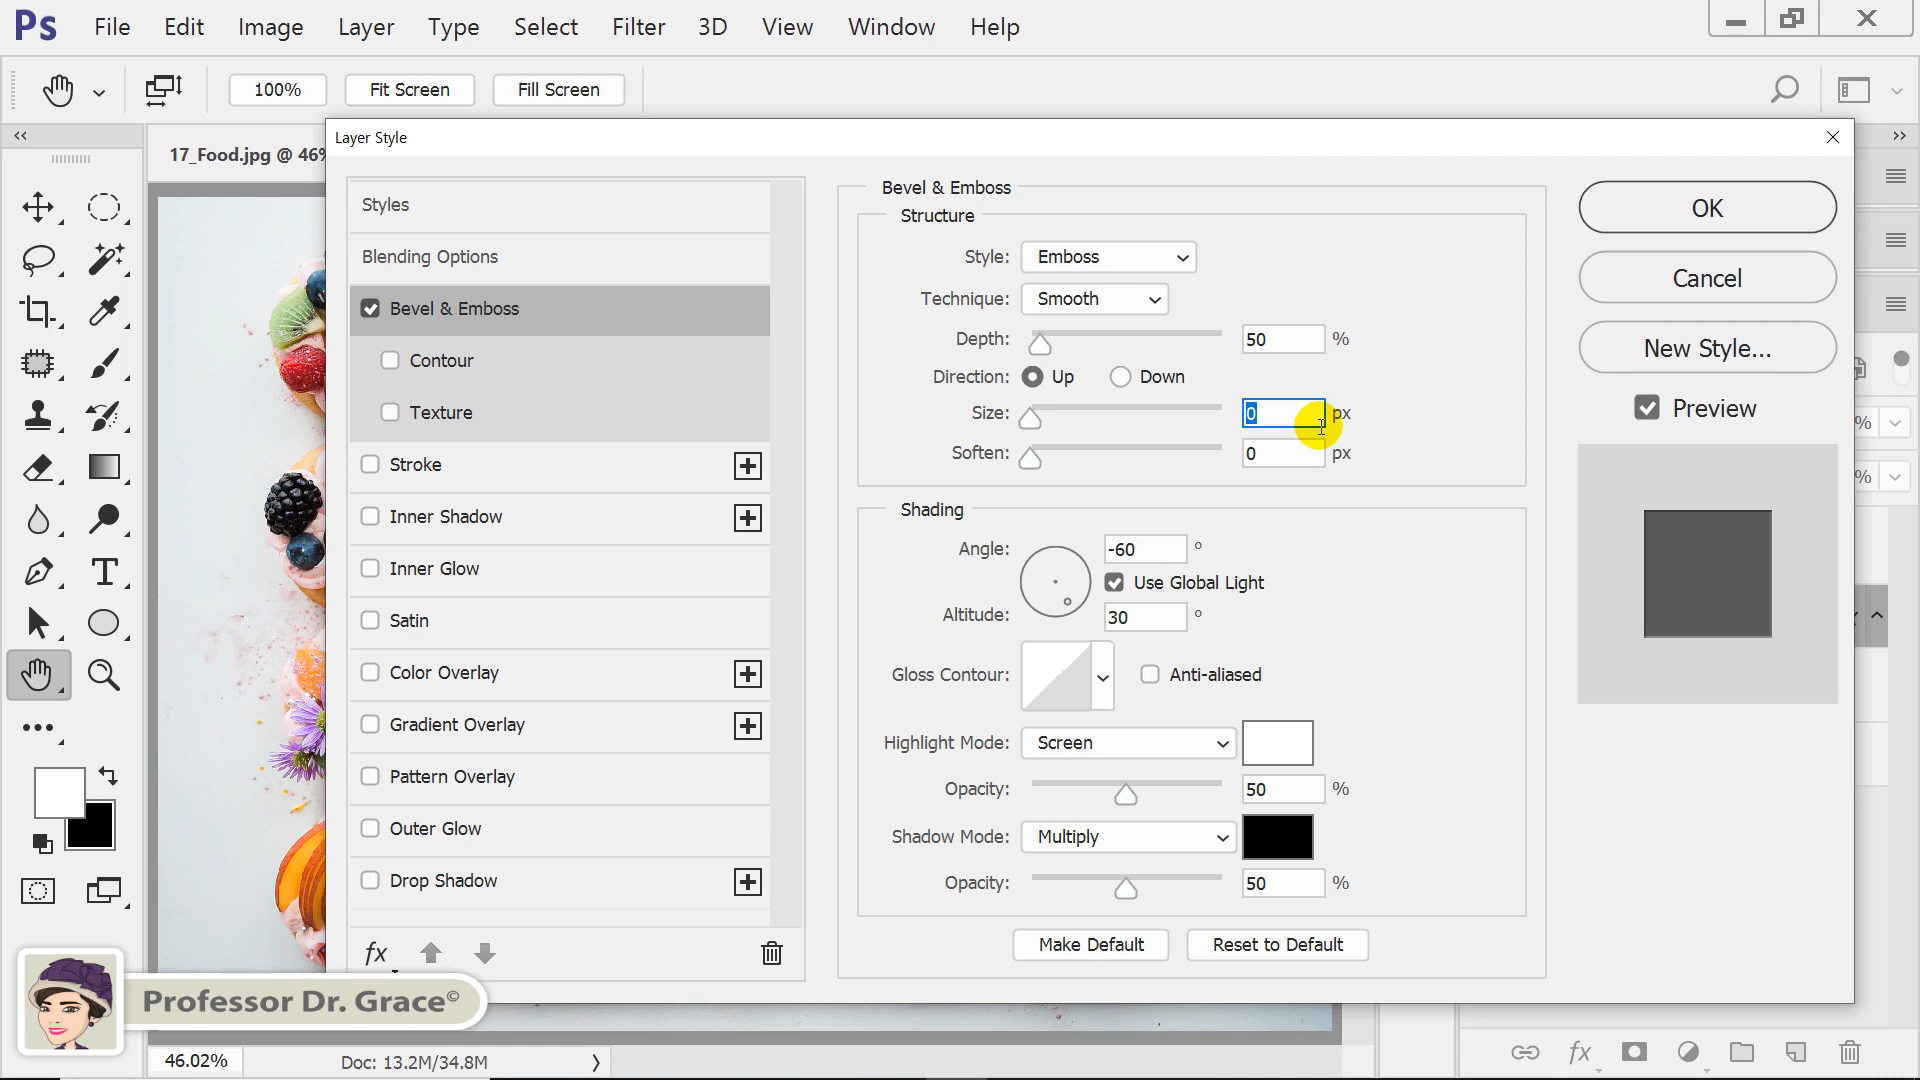 Ps File Edit Image Layer Type Select Filter 3D View Window Help
100% Fit Screen Fill Screen
17_Food.jpg @ 46%
Layer Style
Styles
Blending Options
Bevel & Emboss
Contour
Texture
Stroke
Inner Shadow
Inner Glow
Satin
Color Overlay
Gradient Overlay
Pattern Overlay
Outer Glow
Drop Shadow
fx
Bevel & Emboss
Structure
Style: Emboss
Technique: Smooth
Depth: 50 %
Direction: Up Down
Size: 0 px
Soften: 0 px
Shading
Angle: -60 °
Use Global Light
Altitude: 30 °
Gloss Contour: Anti-aliased
Highlight Mode: Screen
Opacity: 50 %
Shadow Mode: Multiply
Opacity: 50 %
Make Default Reset to Default
OK
Cancel
New Style...
Preview
%
%
Professor Dr. Grace©
46.02% Doc: 13.2M/34.8M
fx